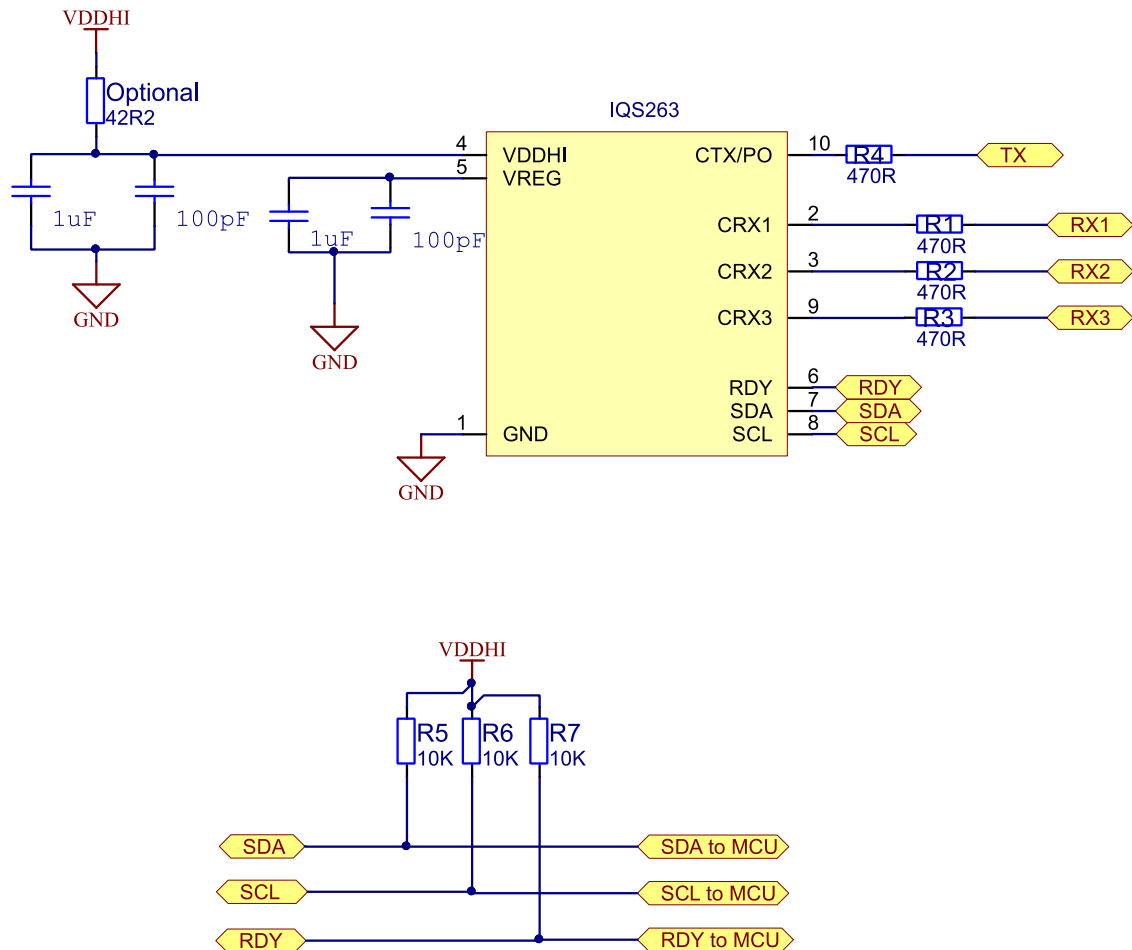 VDDHI
Optional
42R2
1uF
100pF
GND
1uF
100pF
GND
IQS263
4
VDDHI
5
VREG
1
GND
GND
CTX/PO
10
R4
470R
TX
CRX1
2
R1
470R
RX1
CRX2
3
R2
470R
RX2
CRX3
9
R3
470R
RX3
RDY
6
RDY
SDA
7
SDA
SCL
8
SCL
VDDHI
R5
10K
R6
10K
R7
10K
SDA
SDA to MCU
SCL
SCL to MCU
RDY
RDY to MCU